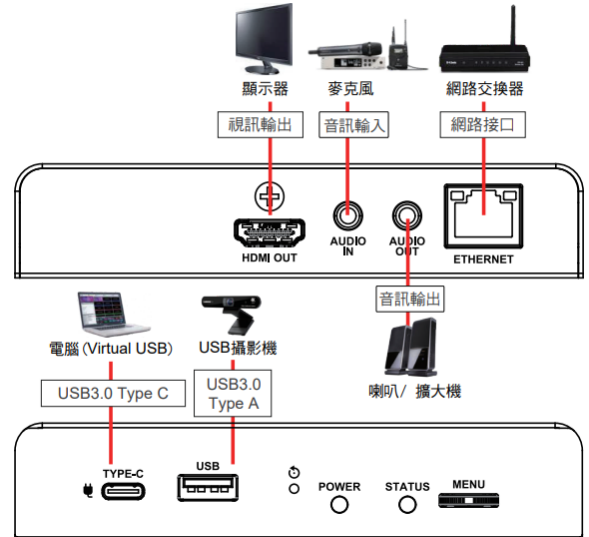 顯示器
麥克風
網路交換器
視訊輸出
音訊輸入
網路接口
HDMI OUT
AUDIO
IN
AUDIO
OUT
ETHERNET
音訊輸出
電腦 (Virtual USB)
USB攝影機
喇叭/ 擴大機
USB3.0 Type C
USB3.0
Type A
TYPE-C
USB
POWER
STATUS
MENU